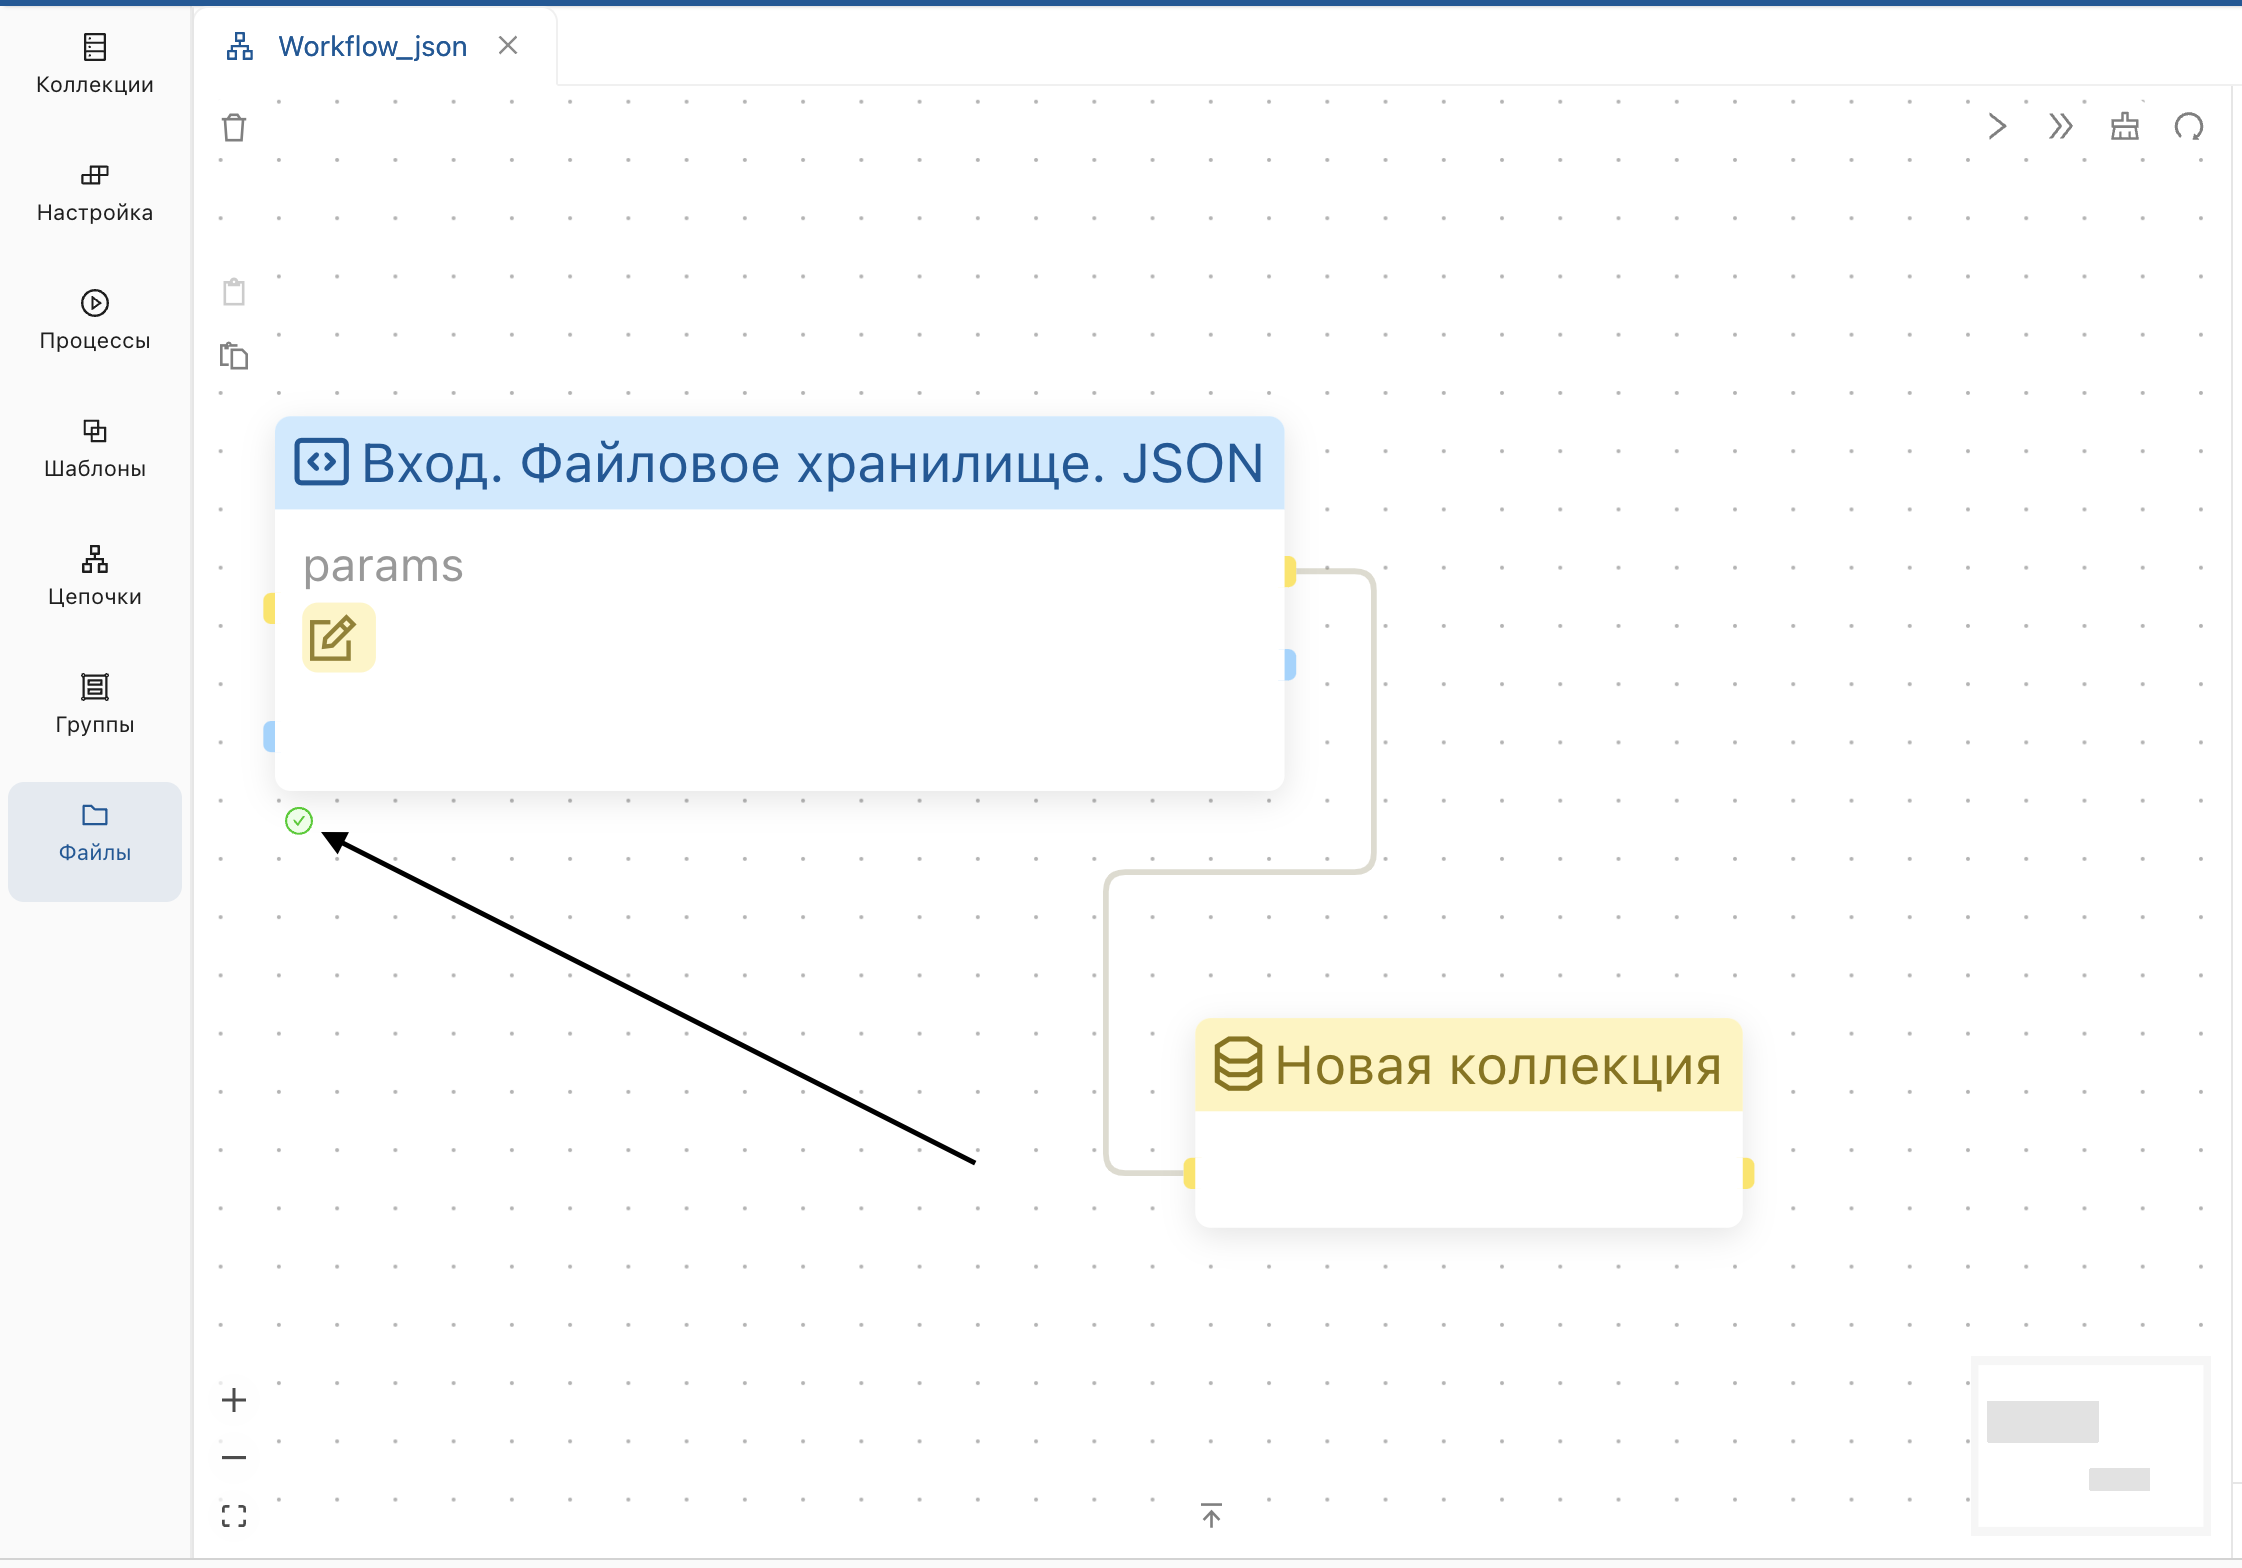 Workflow_json
Коллекции
Настройка
Процессы
Шаблоны
Цепочки
Группы
Файлы
Вход. Файловое хранилище. JSON
params
Новая коллекция